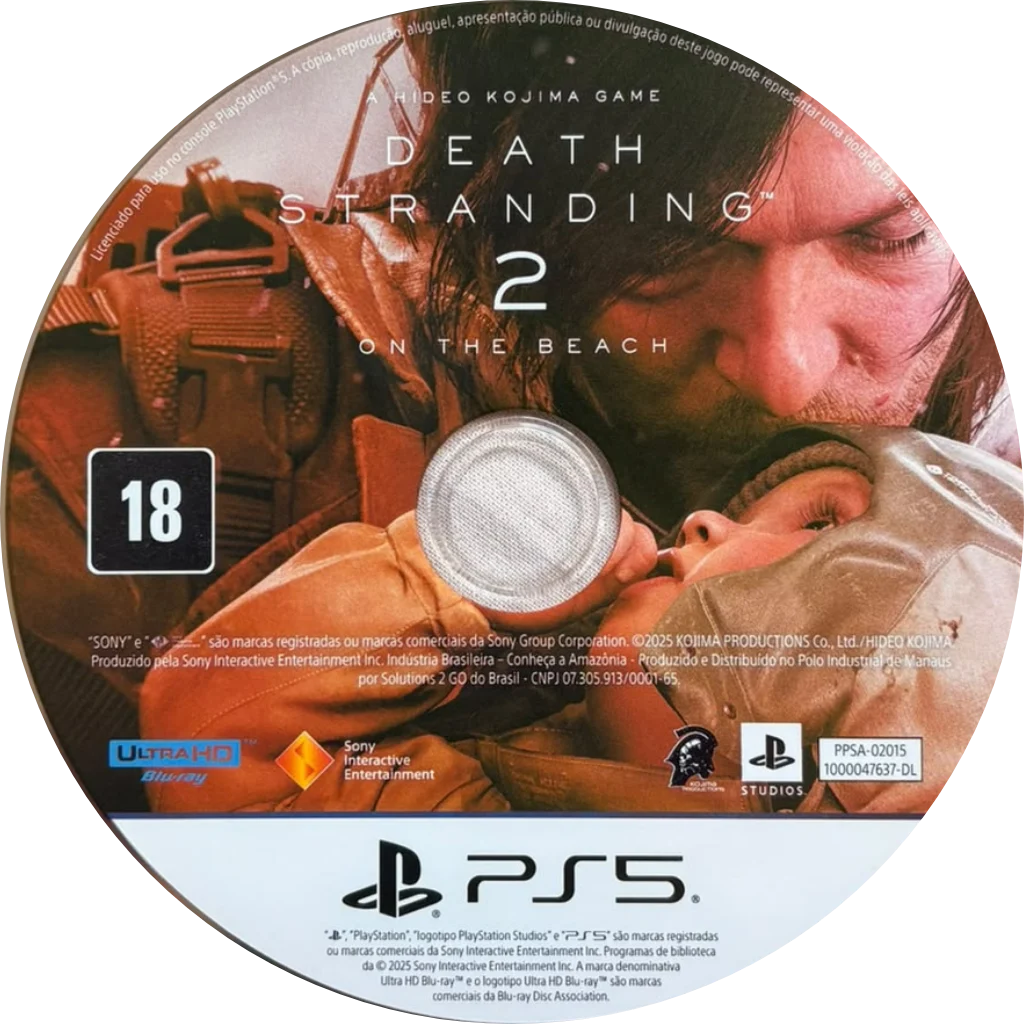 Licenciado para uso no console PlayStation®5. A cópia, reprodução, aluguel, apresentação pública ou divulgação deste jogo pode representar uma violação das leis
A HIDEO KOJIMA GAME
DEATH
STRANDING™
2
ON THE BEACH
18
"SONY" e " " são marcas registradas ou marcas comerciais da Sony Group Corporation. ©2025 KOJIMA PRODUCTIONS Co., Ltd./HIDEO KOJIMA
Produzido pela Sony Interactive Entertainment Inc. Indústria Brasileira – Conheça a Amazônia - Produzido e Distribuído no Polo Industrial de Manaus
por Solutions 2 GO do Brasil - CNPJ 07.305.913/0001-65.
ULTRA HD™
Blu-ray
Sony
Interactive
Entertainment
KOJIMA
PRODUCTIONS
STUDIOS
PPSA-02015
1000047637-DL
PS5®
" ", "PlayStation", "logotipo PlayStation Studios" e "PS5" são marcas registradas
ou marcas comerciais da Sony Interactive Entertainment Inc. Programas de biblioteca
da © 2025 Sony Interactive Entertainment Inc. A marca denominativa
Ultra HD Blu-ray™ e o logotipo Ultra HD Blu-ray™ são marcas
comerciais da Blu-ray Disc Association.